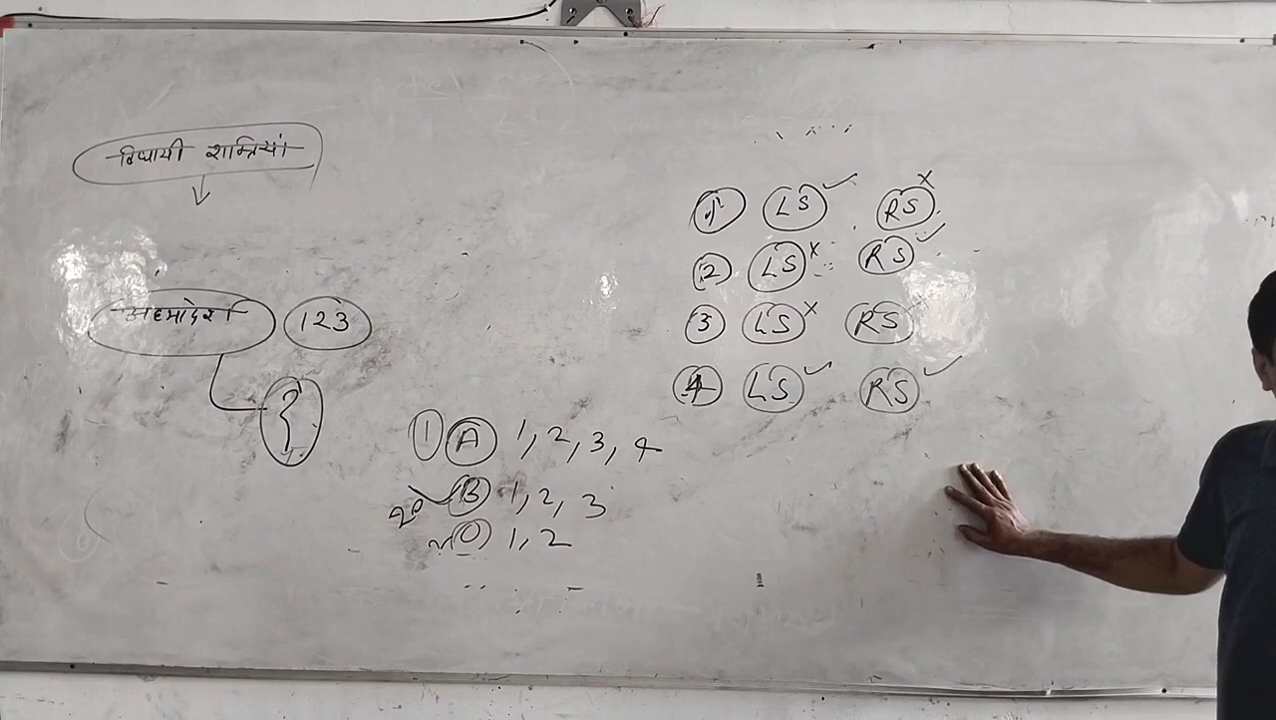 विधायी शक्तियां
अध्यादेश 123
1 LS ✓ RS ×
2 LS × RS ✓
3 LS × RS
4 LS ✓ RS ✓
1 A 1, 2, 3, 4
B 1, 2, 3
1, 2